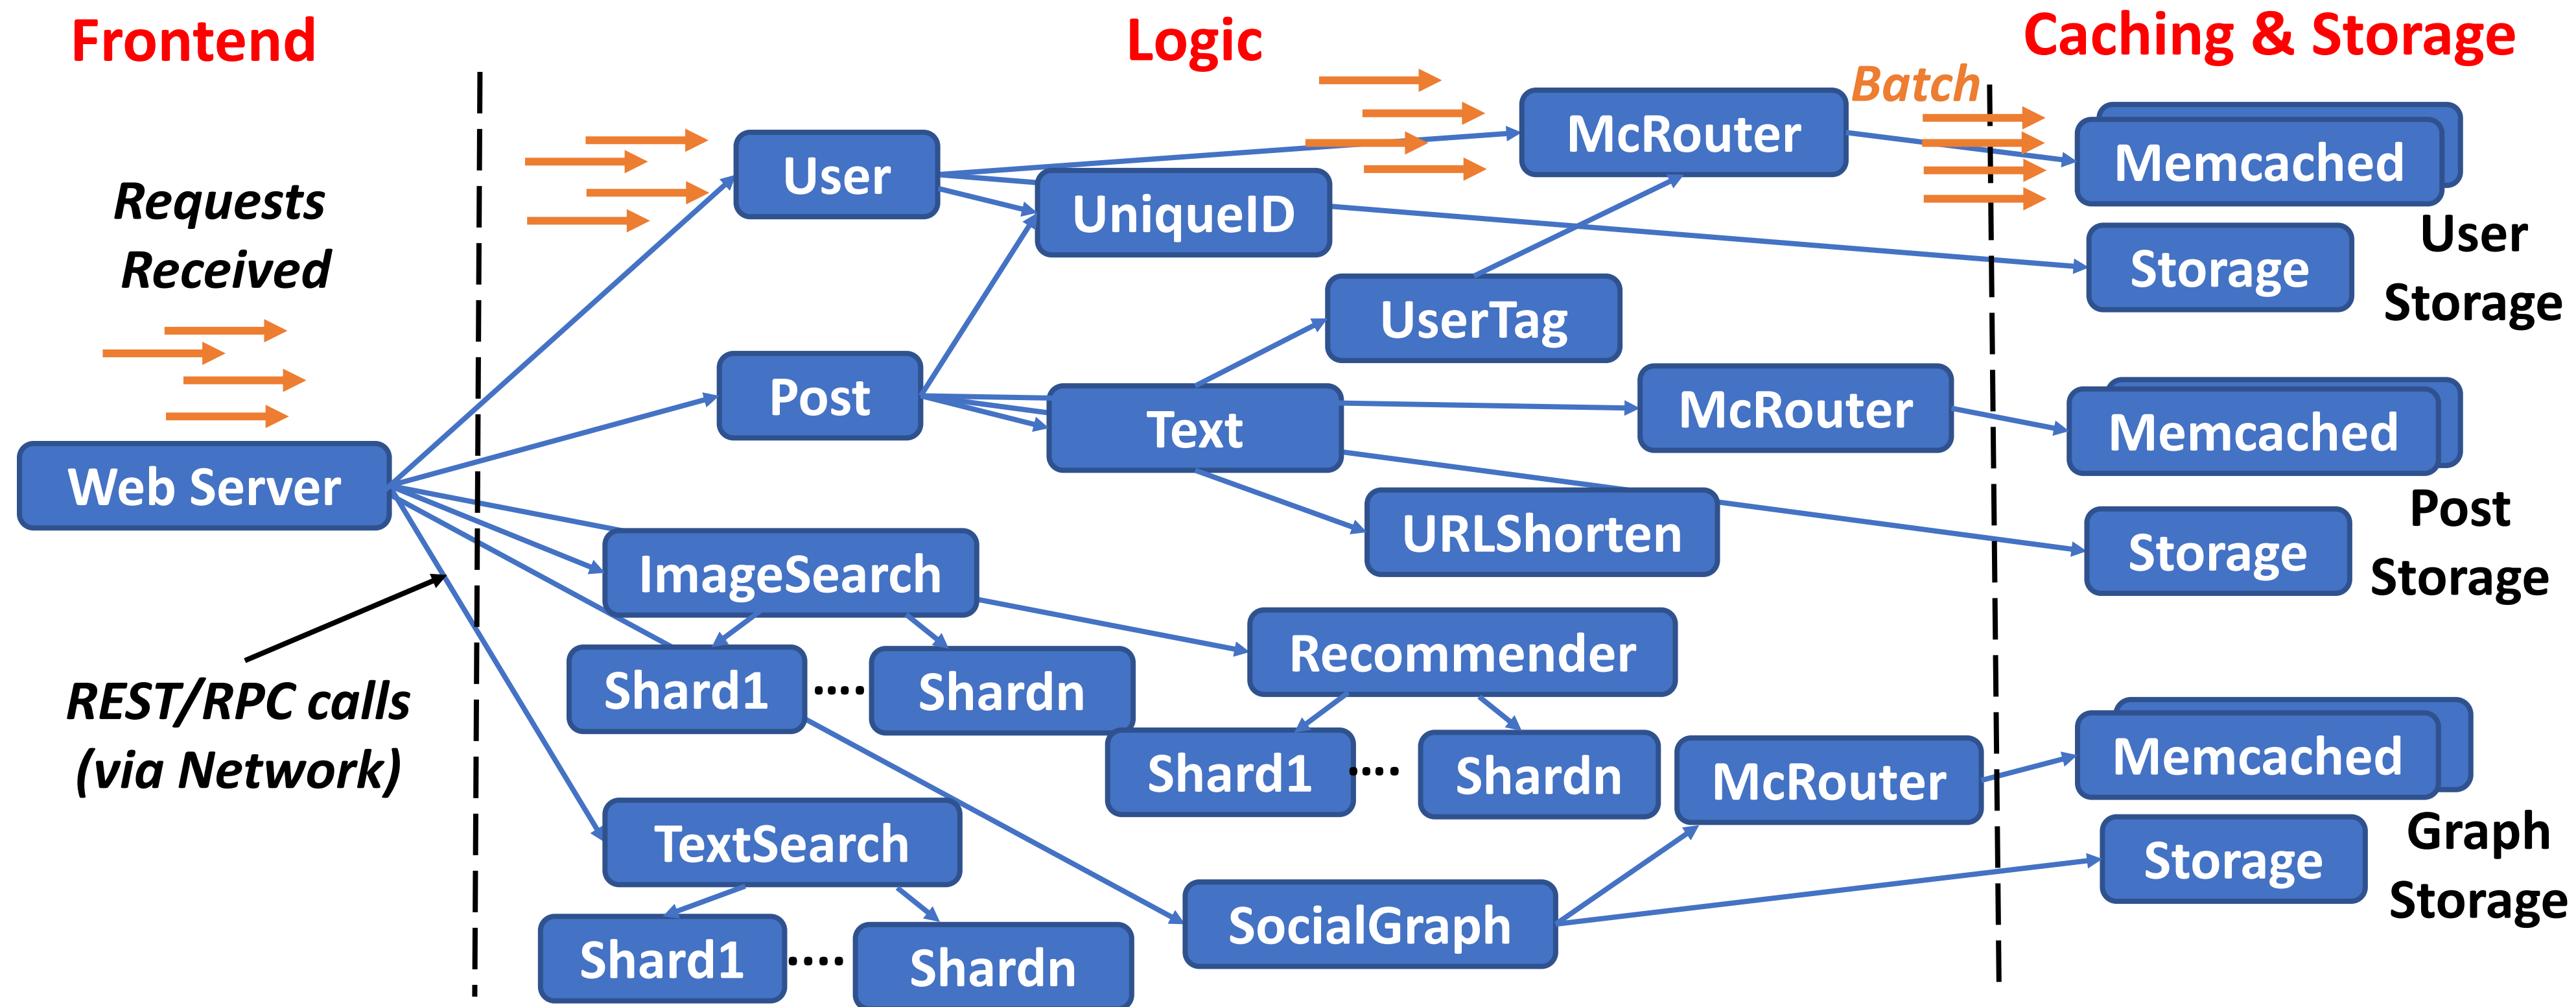 Frontend
Logic
Caching & Storage
Batch
Requests
Received
User
McRouter
Memcached
UniqueID
Storage
User
Storage
UserTag
Post
McRouter
Memcached
Text
Web Server
Post
Storage
URLShorten
Storage
ImageSearch
Recommender
Shard1
....
Shardn
REST/RPC calls
(via Network)
Shard1
....
Shardn
McRouter
Memcached
TextSearch
Graph
Storage
Storage
SocialGraph
Shard1
....
Shardn